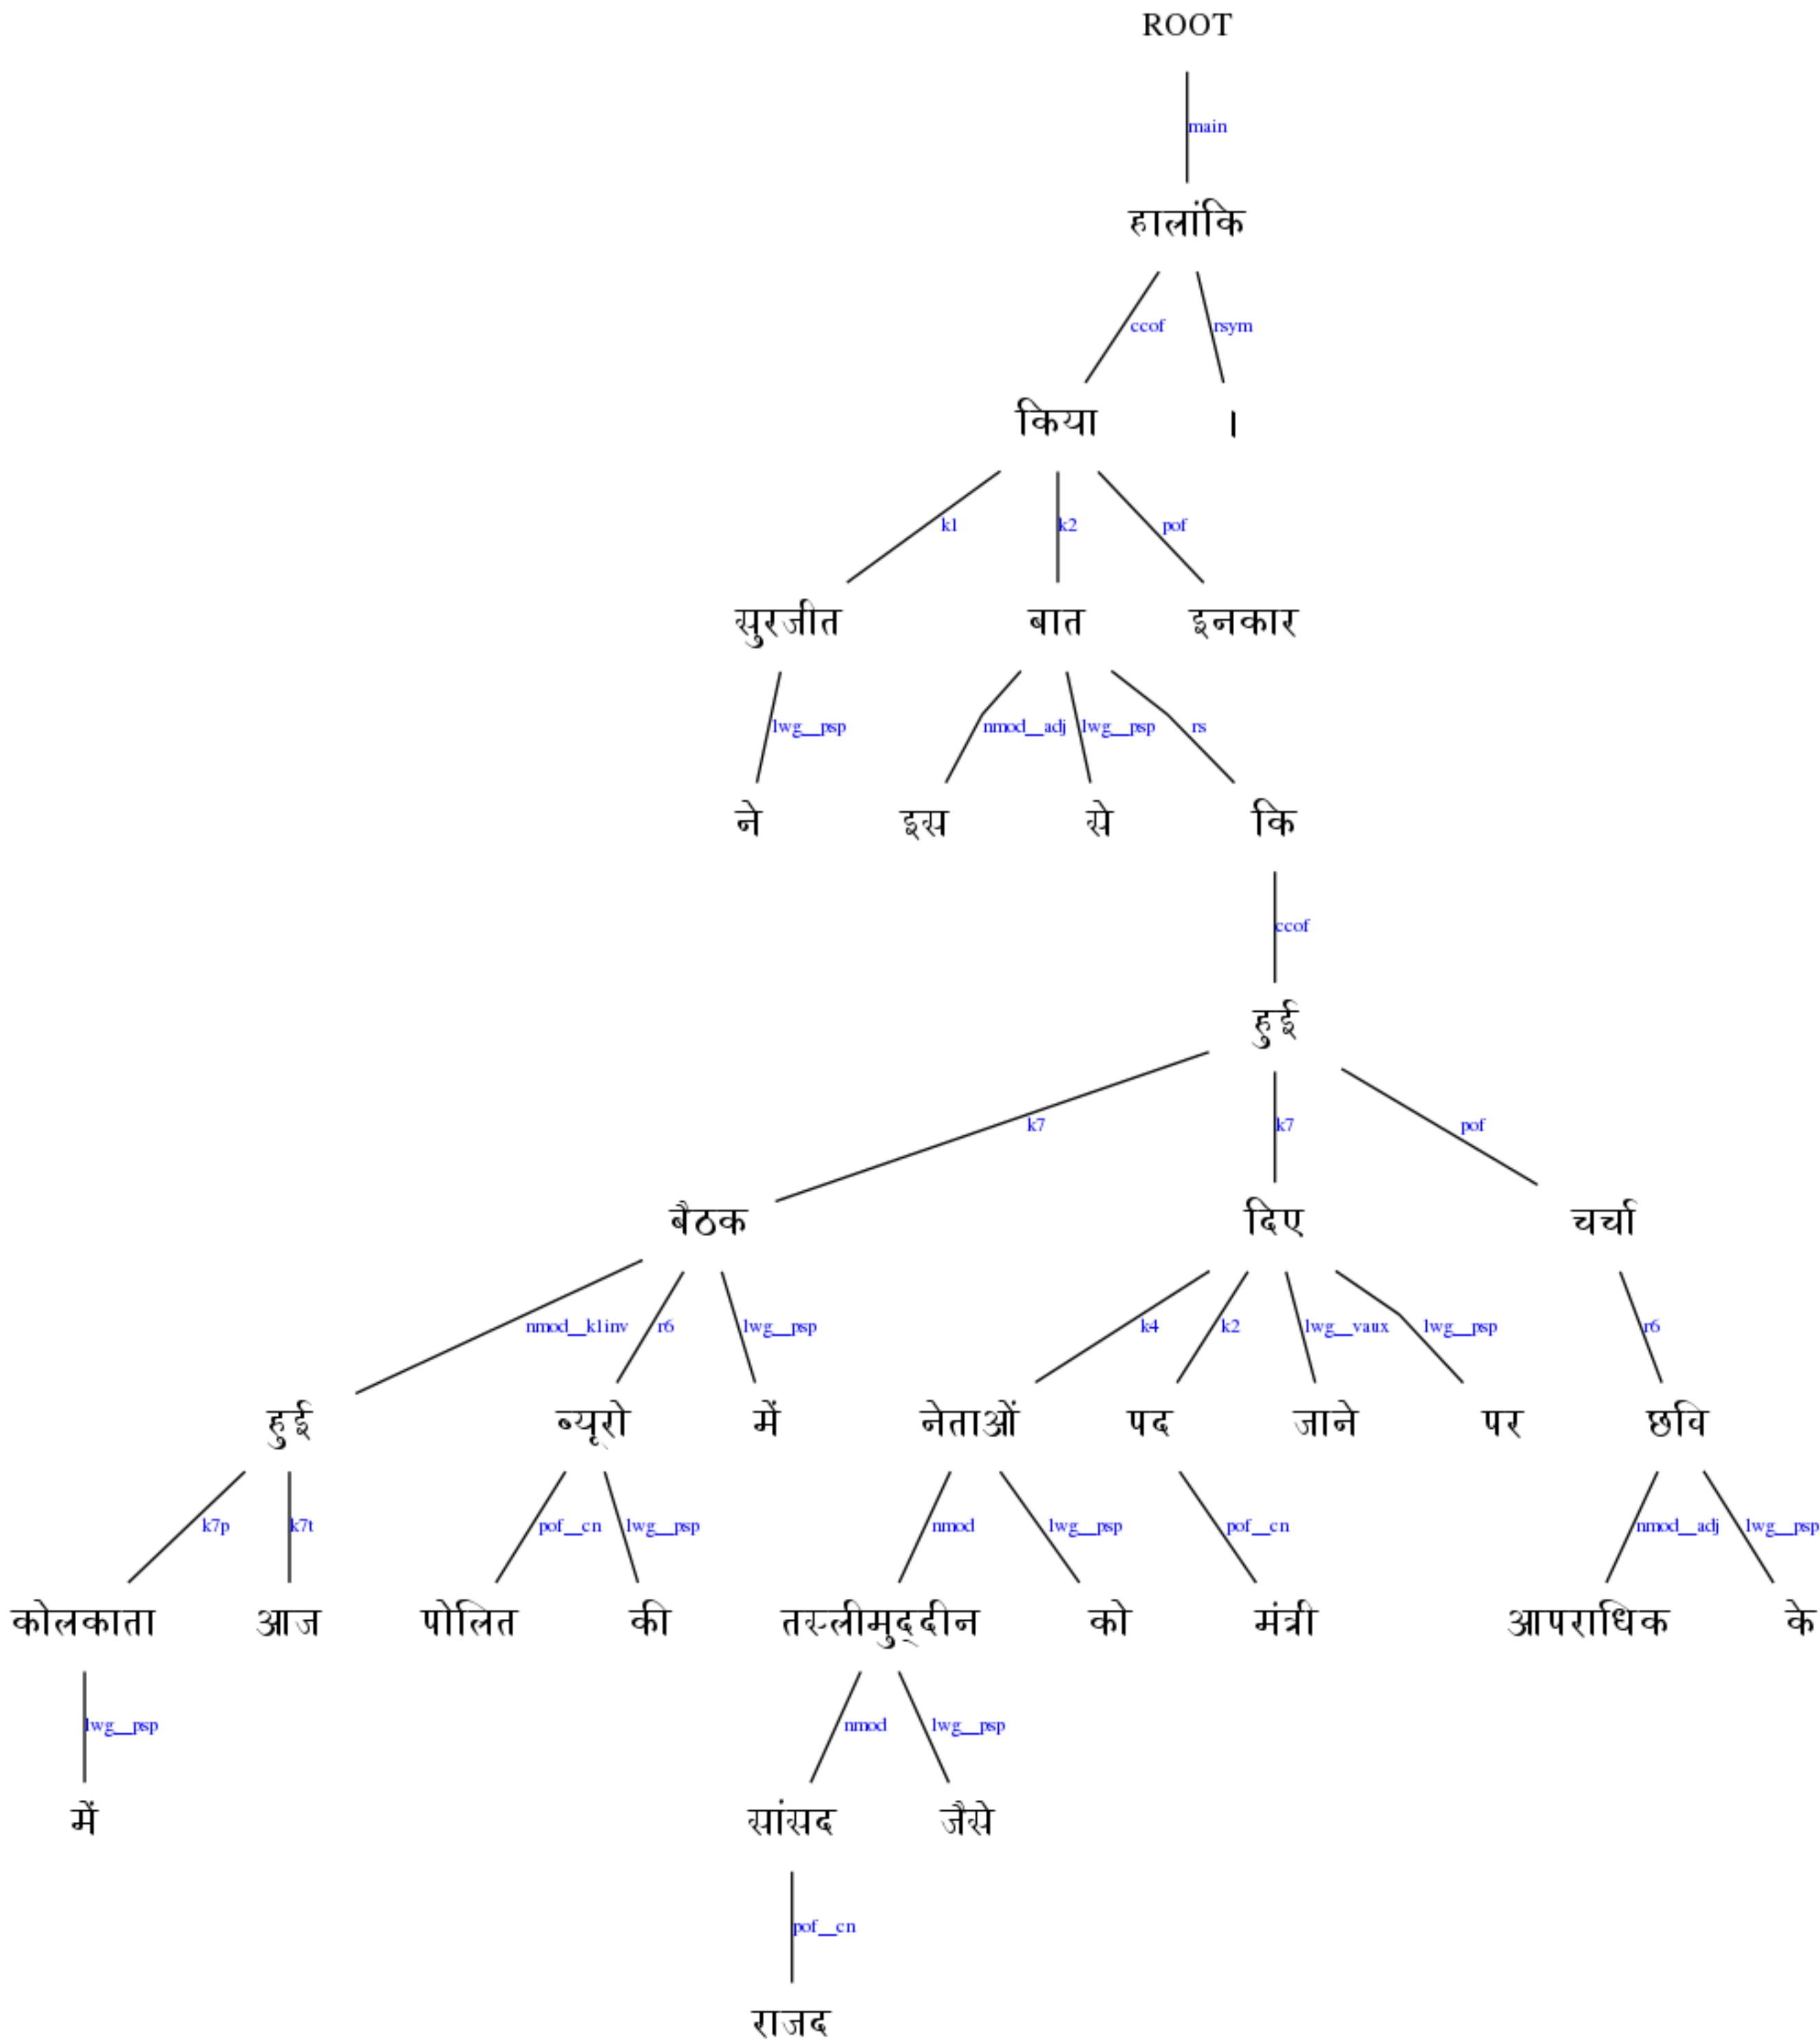 ROOT
main
हालांकि
ccof rsym
किया ।
k1 k2 pof
सुरजीत बात इनकार
lwg__psp nmod__adj lwg__psp rs
ने इस से कि
ccof
हुई
k7 k7 pof
बैठक दिए चर्चा
nmod__k1inv r6 lwg__psp k4 k2 lwg__vaux lwg__psp r6
हुई ब्यूरो में नेताओं पद जाने पर छवि
k7p k7t pof__cn lwg__psp nmod lwg__psp pof__cn nmod__adj lwg__psp
कोलकाता आज पोलित की तस्लीमुद्दीन को मंत्री आपराधिक के
lwg__psp nmod lwg__psp
में सांसद जैसे
pof__cn
राजद